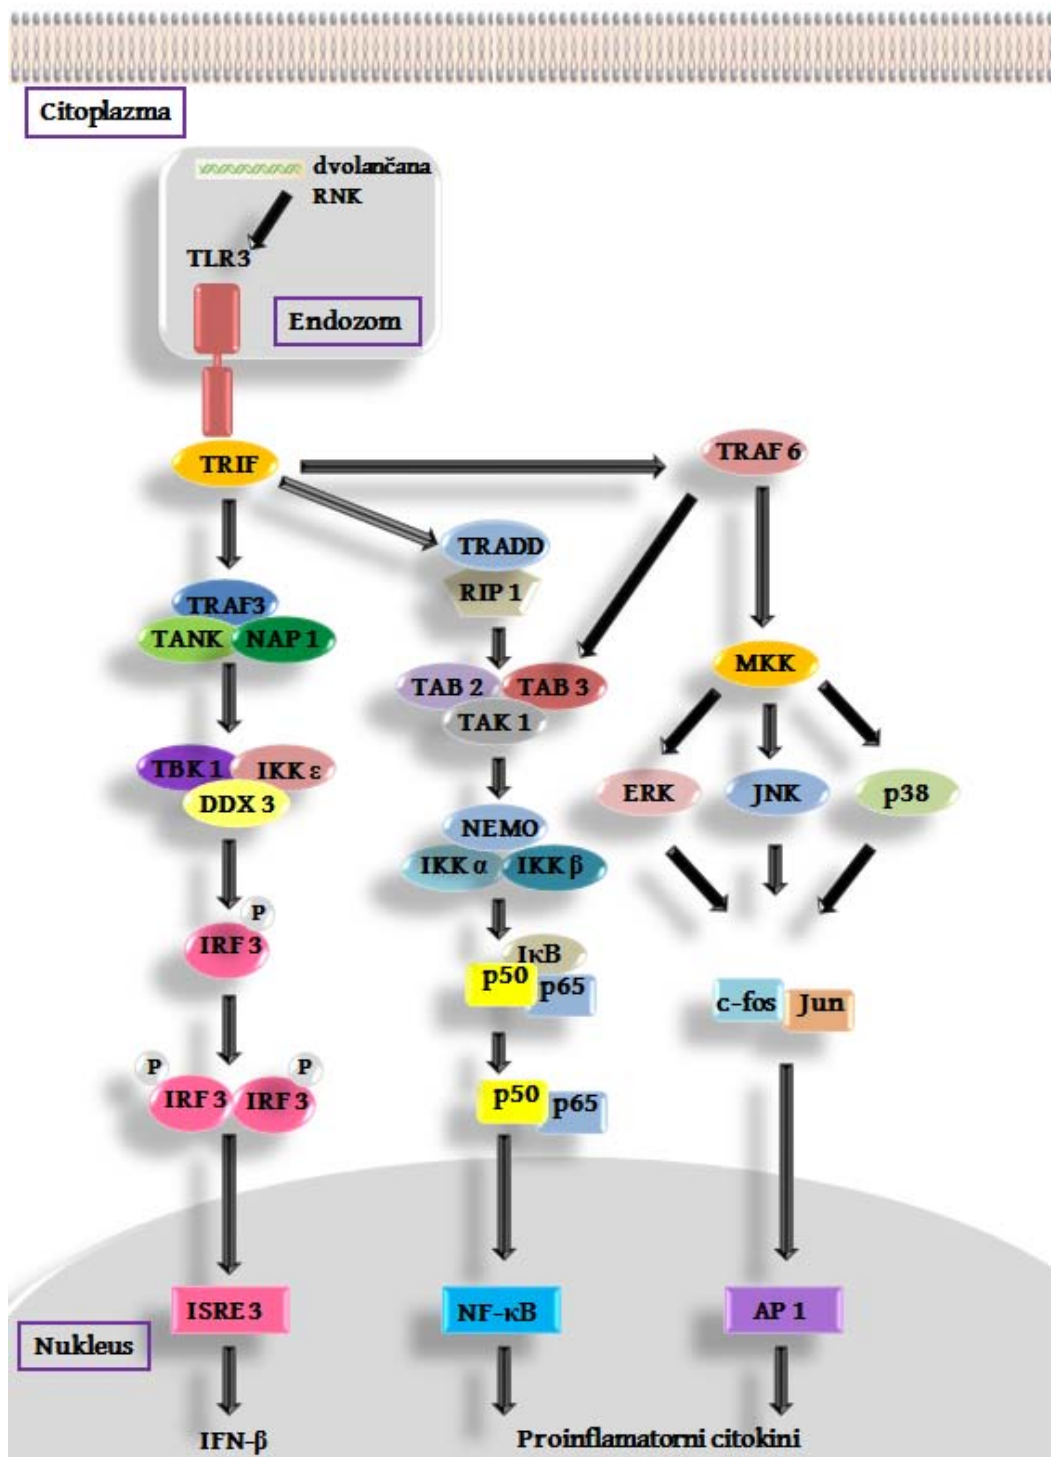 Citoplazma
dvolančana
RNK
TLR3
Endozom
TRIF
TRAF 6
TRADD
RIP 1
TRAF3
TANK
NAP 1
TAB 2
TAB 3
TAK 1
MKK
TBK 1
IKK ε
DDX 3
ERK
JNK
p38
NEMO
IKK α
IKK β
P
IRF 3
IκB
p50
p65
c-fos
Jun
P
P
IRF 3
IRF 3
p50
p65
ISRE 3
NF-κB
AP 1
Nukleus
IFN-β
Proinflamatorni citokini